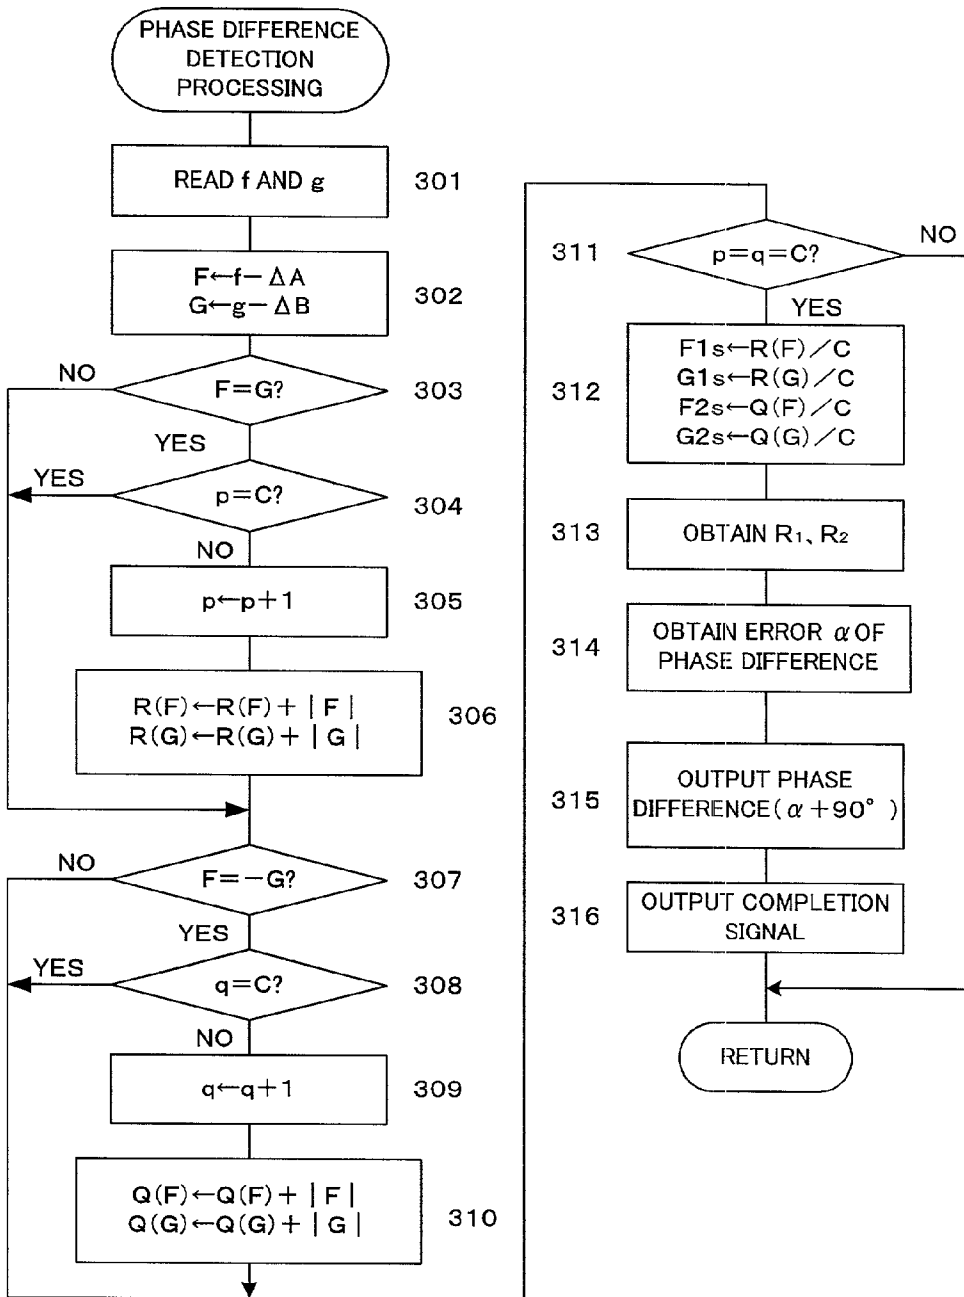 PHASE DIFFERENCE
DETECTION
PROCESSING
READ f AND g
301
F←f−ΔA
G←g−ΔB
302
NO
F=G?
303
YES
YES
p=C?
304
NO
p←p+1
305
R(F)←R(F)+｜F｜
R(G)←R(G)+｜G｜
306
NO
F=−G?
307
YES
YES
q=C?
308
NO
q←q+1
309
Q(F)←Q(F)+｜F｜
Q(G)←Q(G)+｜G｜
310
311
p=q=C?
NO
YES
312
F1s←R(F)／C
G1s←R(G)／C
F2s←Q(F)／C
G2s←Q(G)／C
313
OBTAIN R₁、R₂
314
OBTAIN ERROR α OF
PHASE DIFFERENCE
315
OUTPUT PHASE
DIFFERENCE(α+90°)
316
OUTPUT COMPLETION
SIGNAL
RETURN